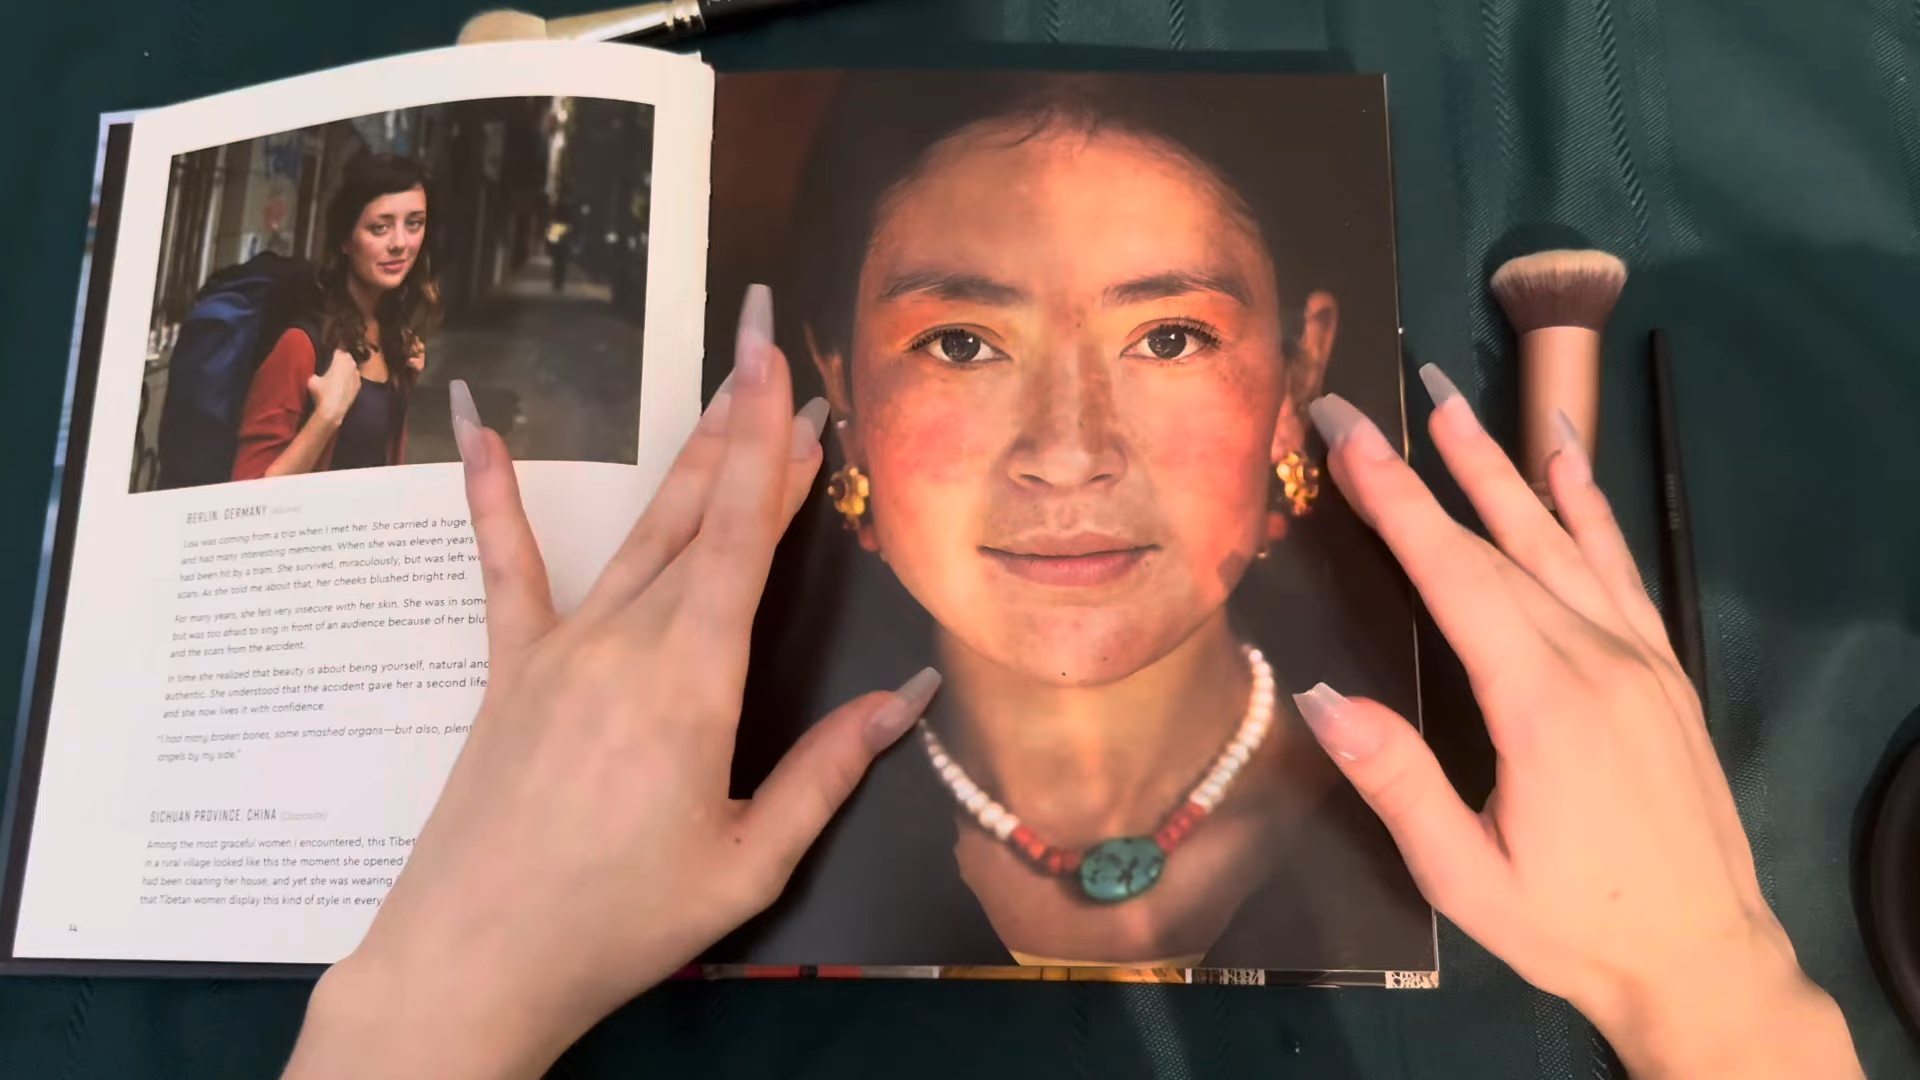 BERLIN, GERMANY
Lisa was coming from a trip when I met her. She carried a huge
and had many interesting memories. When she was eleven years
had been hit by a tram. She survived, miraculously, but was left
scars. As she told me about that, her cheeks blushed bright red.
For many years, she felt very insecure with her skin. She was in
but was too afraid to sing in front of an audience because of her
and the scars from the accident.
In time she realized that beauty is about being yourself, natural and
authentic. She understood that the accident gave her a second life,
and she now lives it with confidence.
"I had many broken bones, some smashed organs—but also,
angels by my side."
SICHUAN PROVINCE, CHINA (Opposite)
Among the most graceful women I encountered, this
in a rural village looked like this the moment she opened
had been cleaning her house, and yet she was wearing
that Tibetan women display this kind of style in every